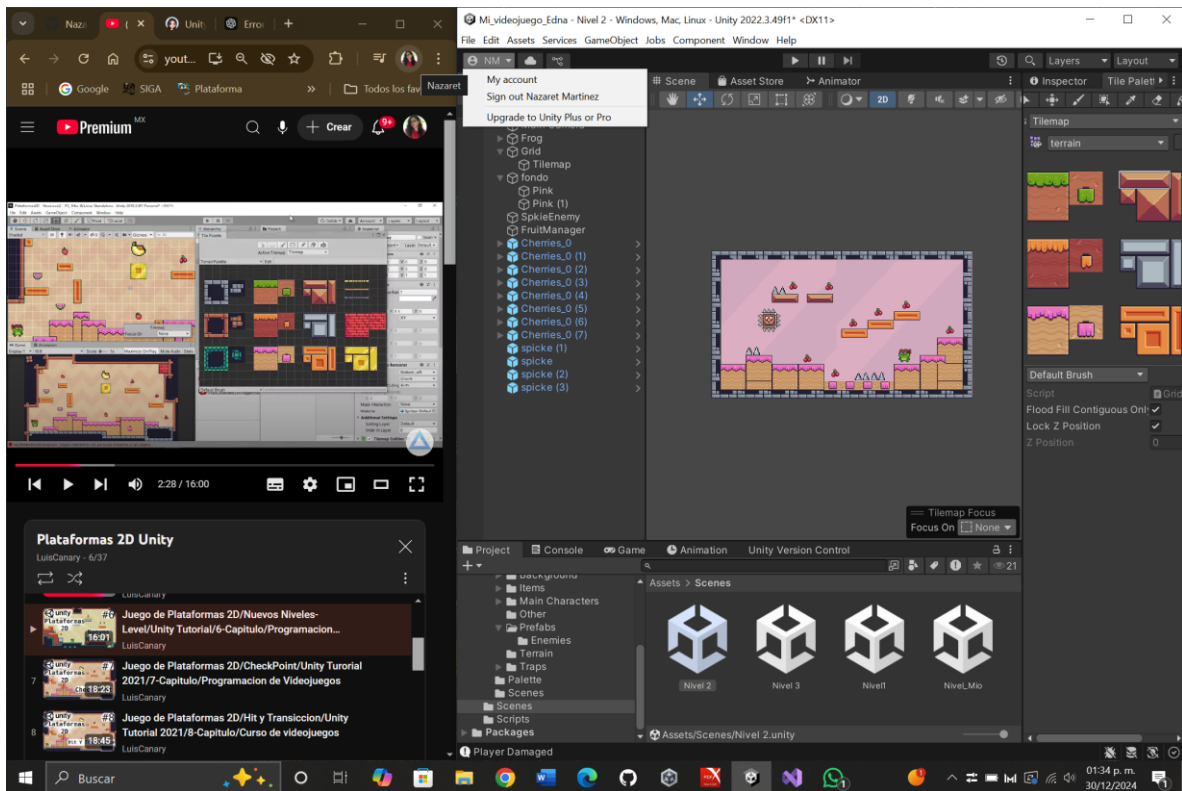 Naza
( 
Unity
Error
yout...
Google
SIGA
Plataforma
»
Todos los fav
Nazaret
Premium MX
Crear
9+
2:28 / 16:00
Plataformas 2D Unity
LuisCanary - 6/37
LuisCanary
#6
16:01
Juego de Plataformas 2D/Nuevos Niveles-
Level/Unity Tutorial/6-Capitulo/Programacion...
LuisCanary
7
18:23
Juego de Plataformas 2D/CheckPoint/Unity Turorial
2021/7-Capitulo/Programacion de Videojuegos
LuisCanary
8
#8
18:45
Juego de Plataformas 2D/Hit y Transiccion/Unity
Tutorial 2021/8-Capitulo/Curso de videojuegos
LuisCanary
Mi_videojuego_Edna - Nivel 2 - Windows, Mac, Linux - Unity 2022.3.49f1* <DX11>
File Edit Assets Services GameObject Jobs Component Window Help
NM
Layers
Layout
My account
Sign out Nazaret Martinez
Upgrade to Unity Plus or Pro
Main Camera
Frog
Grid
Tilemap
fondo
Pink
Pink (1)
SpkieEnemy
FruitManager
Cherries_0
Cherries_0 (1)
Cherries_0 (2)
Cherries_0 (3)
Cherries_0 (4)
Cherries_0 (5)
Cherries_0 (6)
Cherries_0 (7)
spicke (1)
spicke
spicke (2)
spicke (3)
Scene
Asset Store
Animator
2D
Tilemap Focus
Focus On
None
Inspector
Tile Palett
Tilemap
terrain
Default Brush
Script
Grid
Flood Fill Contiguous Only
Lock Z Position
Z Position
0
Project
Console
Game
Animation
Unity Version Control
21
Background
Items
Main Characters
Other
Prefabs
Enemies
Terrain
Traps
Palette
Scenes
Scenes
Scripts
Packages
Assets > Scenes
Nivel 2
Nivel 3
Nivel1
Nivel_Mio
Assets/Scenes/Nivel 2.unity
Player Damaged
Buscar
01:34 p. m.
30/12/2024